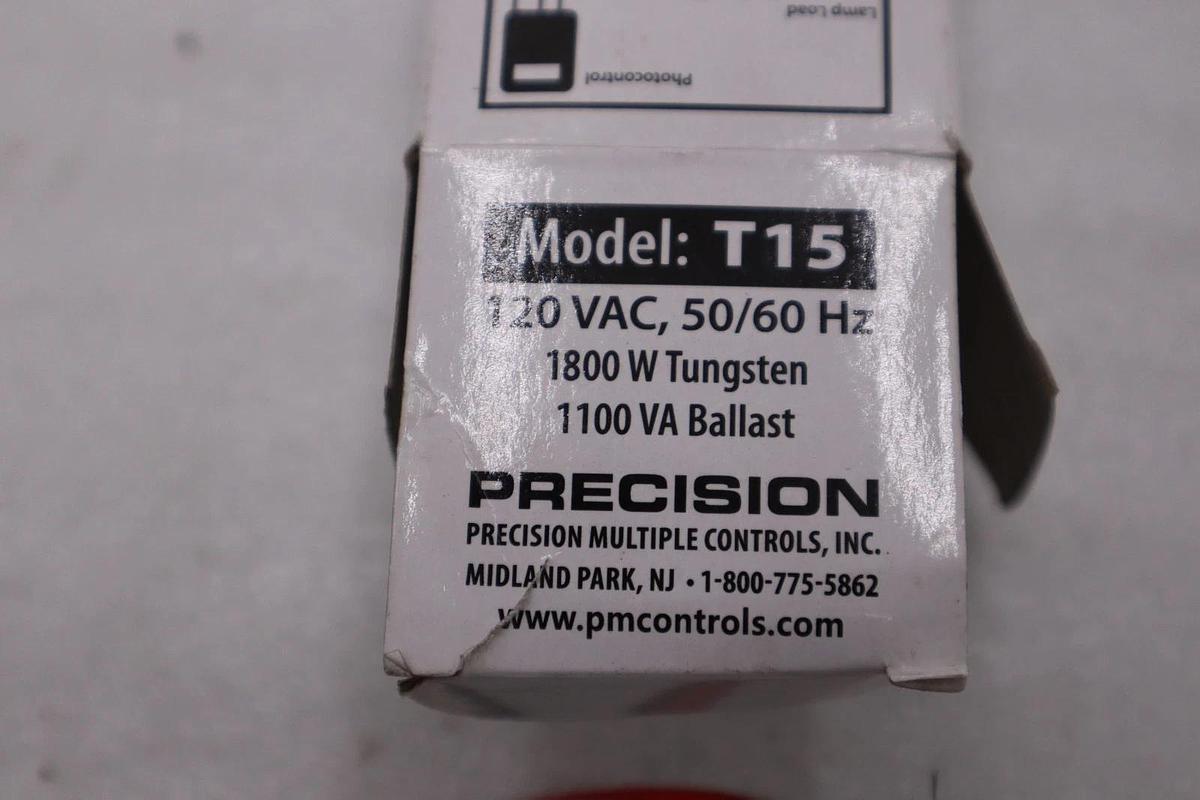 Lamp Load
Photocontrol
Model: T15
120 VAC, 50/60 Hz
1800 W Tungsten
1100 VA Ballast
PRECISION
PRECISION MULTIPLE CONTROLS, INC.
MIDLAND PARK, NJ • 1-800-775-5862
www.pmcontrols.com